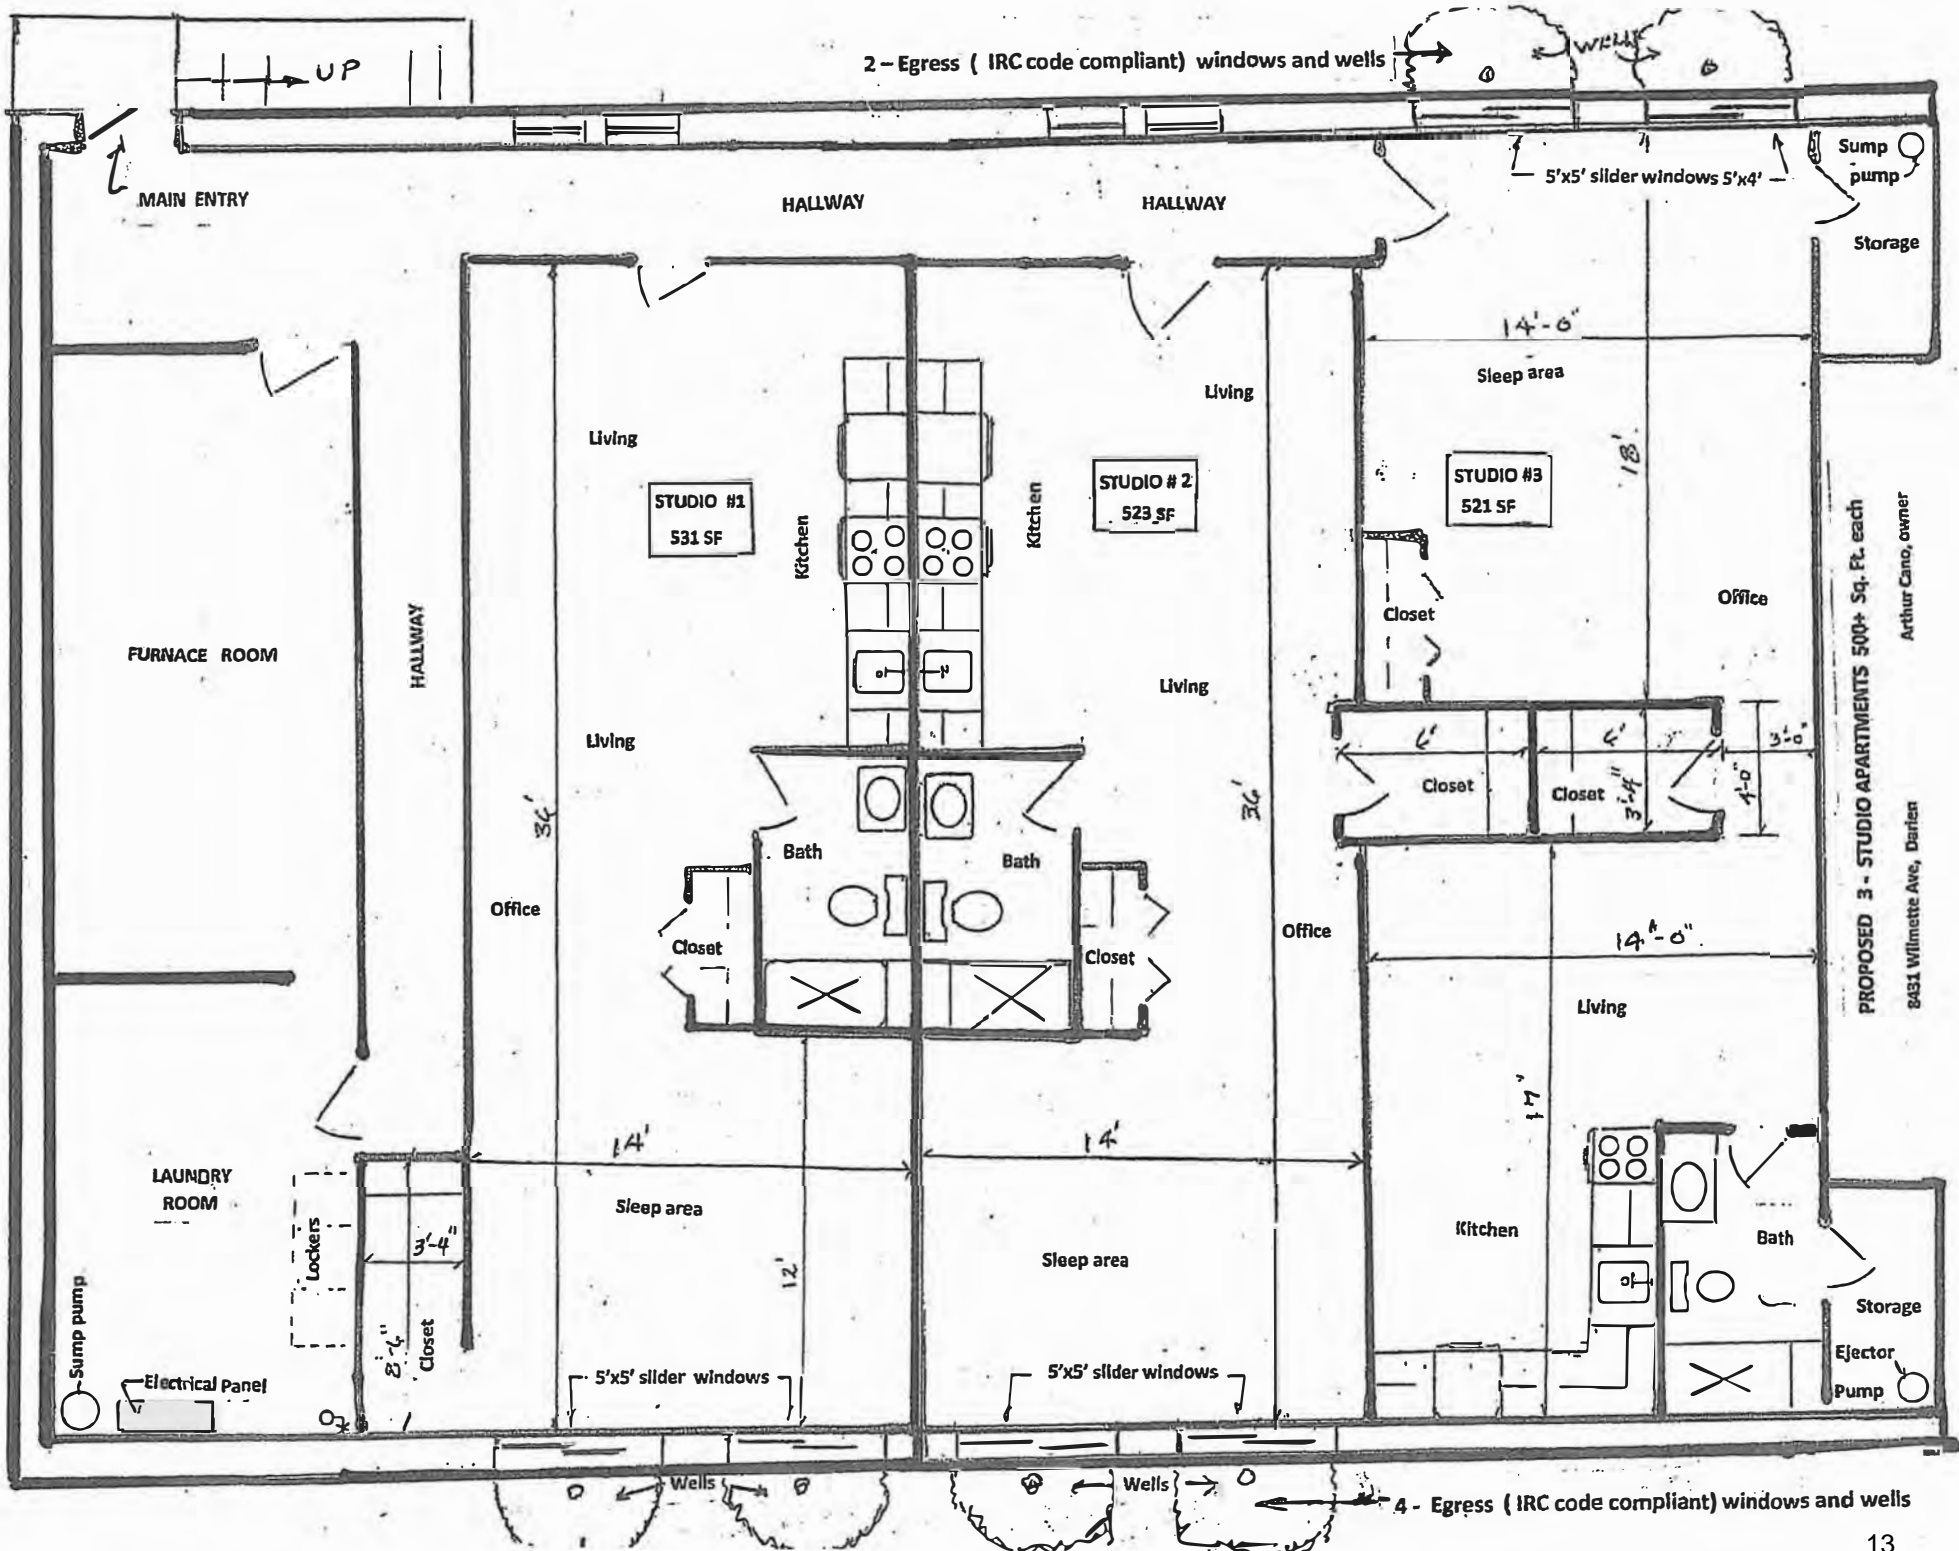 UP
2 - Egress ( IRC code compliant) windows and wells
WELLS
MAIN ENTRY
HALLWAY
HALLWAY
5'x5' slider windows 5'x4'
Sump
pump
Storage
14'-0"
Sleep area
Living
Living
18'
STUDIO #1
531 SF
Kitchen
Kitchen
STUDIO # 2
523 SF
STUDIO #3
521 SF
Closet
Office
FURNACE ROOM
HALLWAY
Living
Living
36'
36'
Closet
Closet
3'-4"
4'-0"
3'-0"
Bath
Bath
Office
Closet
Closet
Office
14'-0"
Living
PROPOSED 3 - STUDIO APARTMENTS 500+ Sq. Ft. each
Arthur Cano, owner
8431 Wilmette Ave, Darien
14'
14'
LAUNDRY
ROOM
Lockers
3'-4"
Closet
Sleep area
12'
Sleep area
Kitchen
Bath
Storage
Ejector
Pump
Sump pump
Electrical Panel
5'x5' slider windows
5'x5' slider windows
Wells
Wells
4 - Egress ( IRC code compliant) windows and wells
13